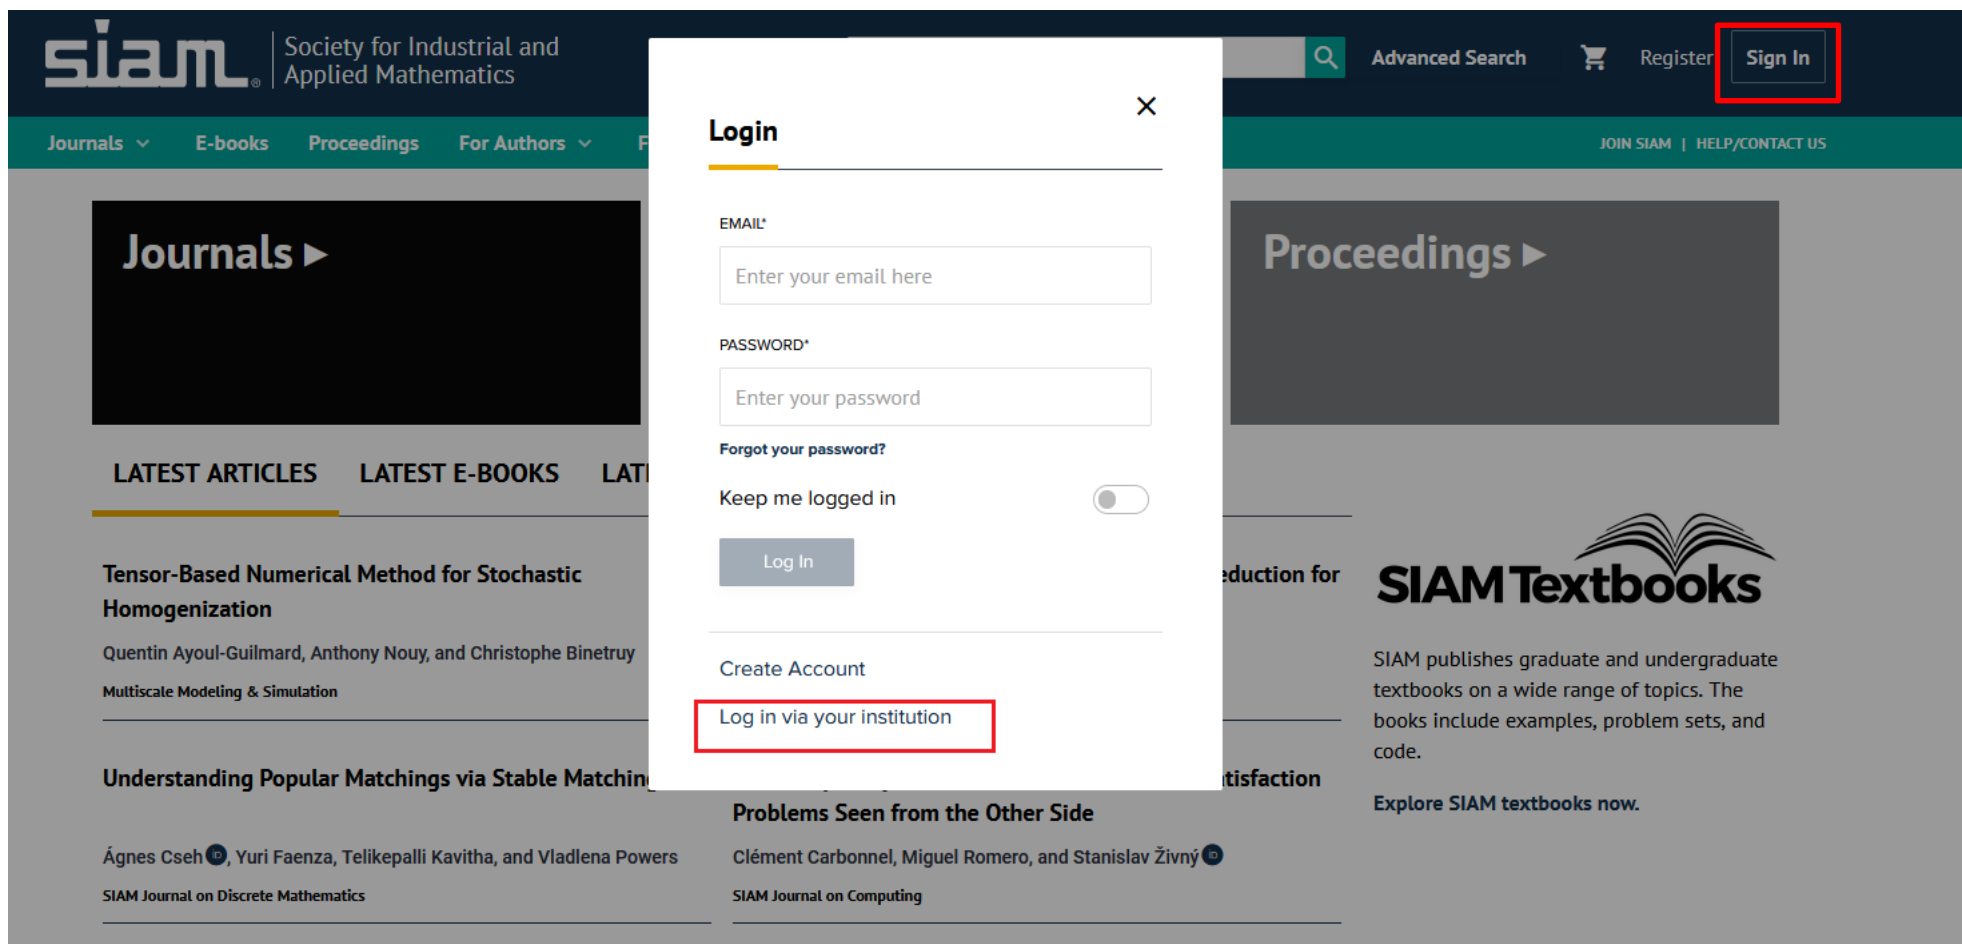 siam.®
Society for Industrial and
Applied Mathematics
Advanced Search
Register
Sign In
Journals
E-books
Proceedings
For Authors
F
JOIN SIAM | HELP/CONTACT US
Login
EMAIL*
Enter your email here
PASSWORD*
Enter your password
Forgot your password?
Keep me logged in
Log In
Create Account
Log in via your institution
Journals ▸
Proceedings ▸
LATEST ARTICLES
LATEST E-BOOKS
LAT
Tensor-Based Numerical Method for Stochastic
Homogenization
Quentin Ayoul-Guilmard, Anthony Nouy, and Christophe Binetruy
Multiscale Modeling & Simulation
eduction for
Understanding Popular Matchings via Stable Matching
Ágnes Cseh iD, Yuri Faenza, Telikepalli Kavitha, and Vladlena Powers
SIAM Journal on Discrete Mathematics
tisfaction
Problems Seen from the Other Side
Clément Carbonnel, Miguel Romero, and Stanislav Živný iD
SIAM Journal on Computing
SIAM Textbooks
SIAM publishes graduate and undergraduate
textbooks on a wide range of topics. The
books include examples, problem sets, and
code.
Explore SIAM textbooks now.